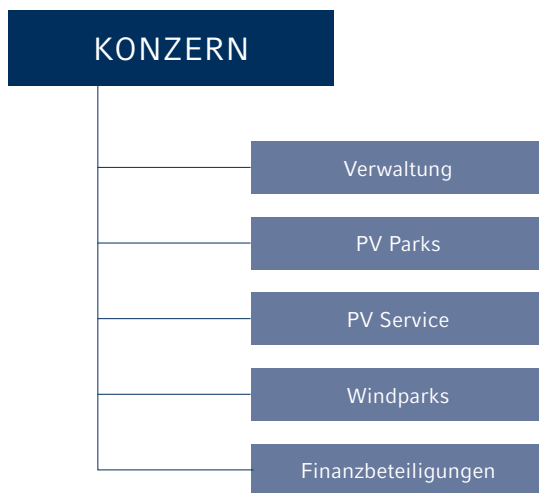 KONZERN
Verwaltung
PV Parks
PV Service
Windparks
Finanzbeteiligungen